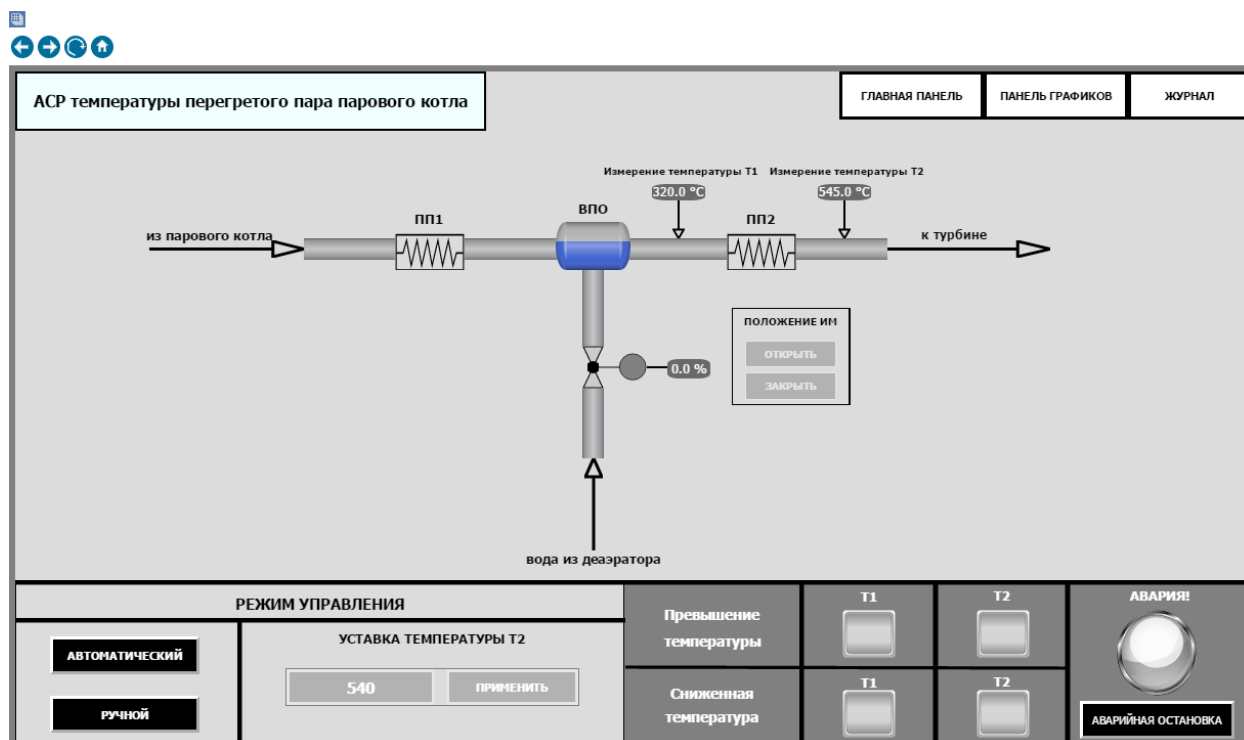 АСР температуры перегретого пара парового котла
ГЛАВНАЯ ПАНЕЛЬ
ПАНЕЛЬ ГРАФИКОВ
ЖУРНАЛ
Измерение температуры Т1
Измерение температуры Т2
320.0 °C
545.0 °C
ПП1
ВПО
ПП2
из парового котла
к турбине
ПОЛОЖЕНИЕ ИМ
ОТКРЫТЬ
ЗАКРЫТЬ
0.0 %
вода из деаэратора
РЕЖИМ УПРАВЛЕНИЯ
АВТОМАТИЧЕСКИЙ
РУЧНОЙ
УСТАВКА ТЕМПЕРАТУРЫ Т2
540
ПРИМЕНИТЬ
Превышение
температуры
Т1
Т2
Сниженная
температура
Т1
Т2
АВАРИЯ!
АВАРИЙНАЯ ОСТАНОВКА